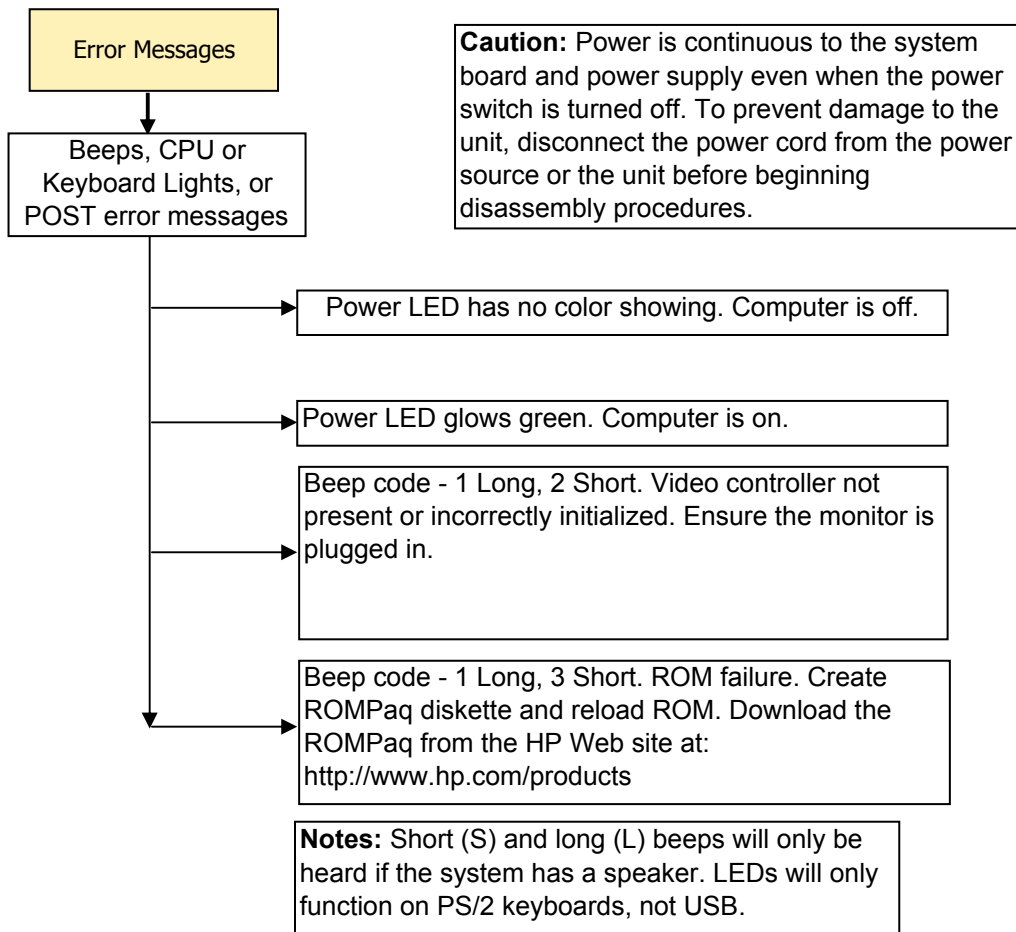 Error Messages
Caution: Power is continuous to the system
board and power supply even when the power
switch is turned off. To prevent damage to the
unit, disconnect the power cord from the power
source or the unit before beginning
disassembly procedures.
Beeps, CPU or
Keyboard Lights, or
POST error messages
Power LED has no color showing. Computer is off.
Power LED glows green. Computer is on.
Beep code - 1 Long, 2 Short. Video controller not
present or incorrectly initialized. Ensure the monitor is
plugged in.
Beep code - 1 Long, 3 Short. ROM failure. Create
ROMPaq diskette and reload ROM. Download the
ROMPaq from the HP Web site at:
http://www.hp.com/products
Notes: Short (S) and long (L) beeps will only be
heard if the system has a speaker. LEDs will only
function on PS/2 keyboards, not USB.